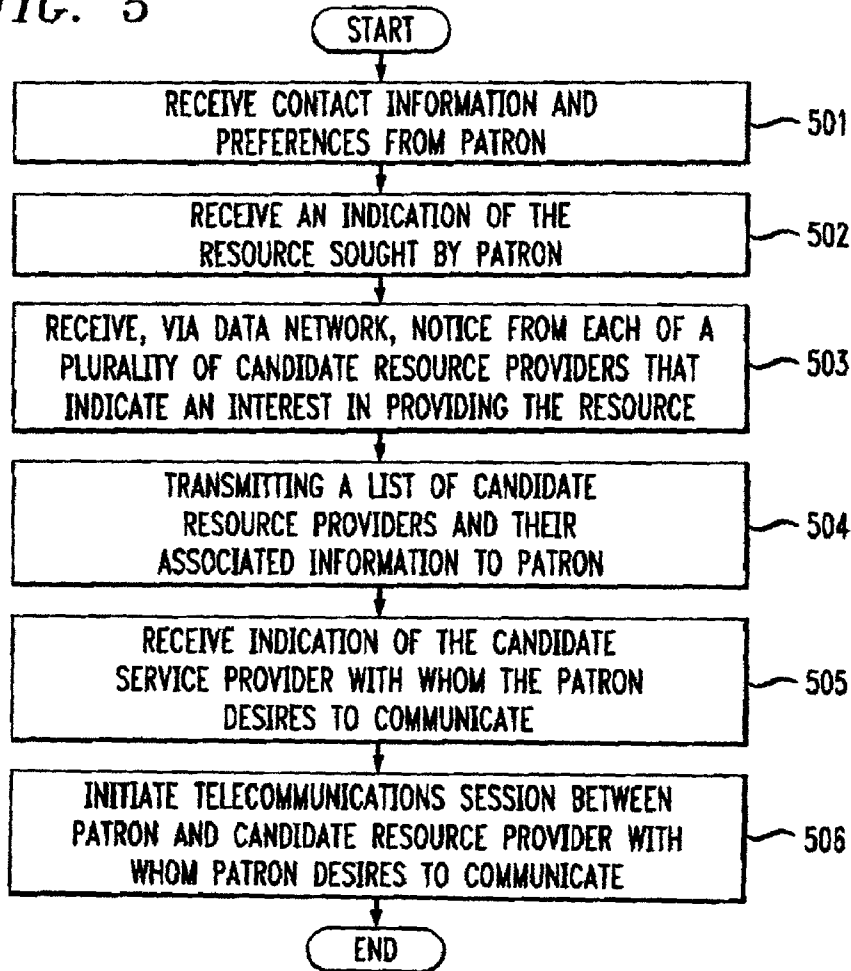 FIG. 5
START
RECEIVE CONTACT INFORMATION AND
PREFERENCES FROM PATRON
501
RECEIVE AN INDICATION OF THE
RESOURCE SOUGHT BY PATRON
502
RECEIVE, VIA DATA NETWORK, NOTICE FROM EACH OF A
PLURALITY OF CANDIDATE RESOURCE PROVIDERS THAT
INDICATE AN INTEREST IN PROVIDING THE RESOURCE
503
TRANSMITTING A LIST OF CANDIDATE
RESOURCE PROVIDERS AND THEIR
ASSOCIATED INFORMATION TO PATRON
504
RECEIVE INDICATION OF THE CANDIDATE
SERVICE PROVIDER WITH WHOM THE PATRON
DESIRES TO COMMUNICATE
505
INITIATE TELECOMMUNICATIONS SESSION BETWEEN
PATRON AND CANDIDATE RESOURCE PROVIDER WITH
WHOM PATRON DESIRES TO COMMUNICATE
506
END